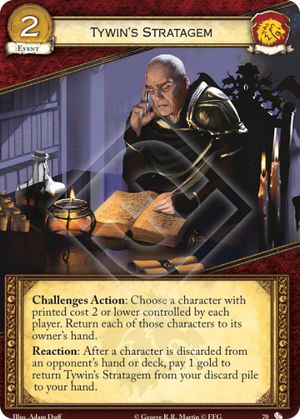 2
EVENT
TYWIN'S STRATAGEM
Challenges Action: Choose a character with
printed cost 2 or lower controlled by each
player. Return each of those characters to its
owner's hand.
Reaction: After a character is discarded from
an opponent's hand or deck, pay 1 gold to
return Tywin's Stratagem from your discard pile
to your hand.
Illus. Adam Duff
© George R.R. Martin © FFG
78